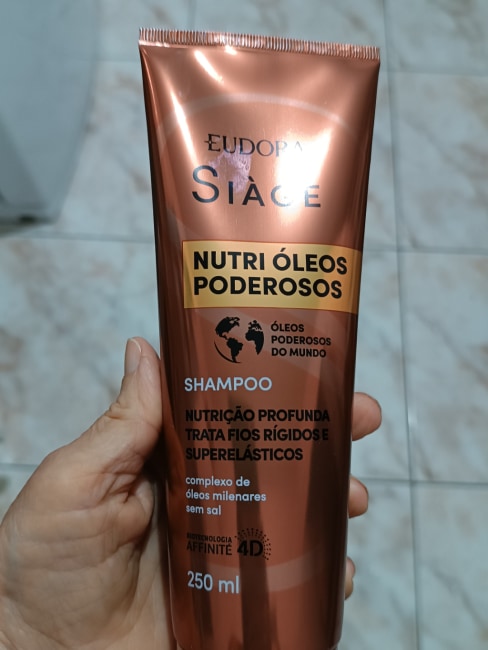 EUDORA
SIÀGE
NUTRI ÓLEOS
PODEROSOS
ÓLEOS
PODEROSOS
DO MUNDO
SHAMPOO
NUTRIÇÃO PROFUNDA
TRATA FIOS RÍGIDOS E
SUPERELÁSTICOS
complexo de
óleos milenares
sem sal
BIOTECNOLOGIA
AFFINITÉ 4D
250 ml